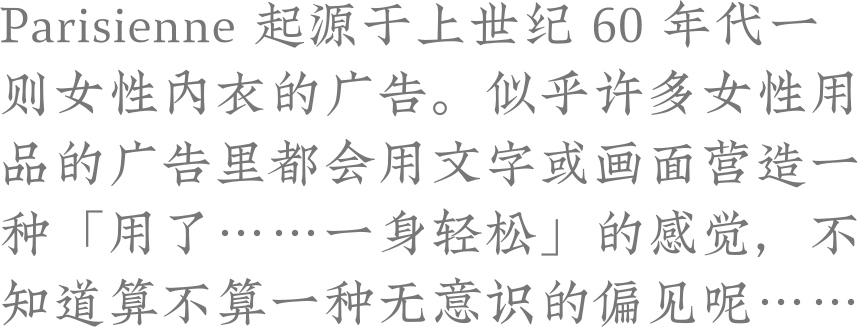 Parisienne 起源于上世纪 60 年代一
则女性内衣的广告。似乎许多女性用
品的广告里都会用文字或画面营造一
种「用了……一身轻松」的感觉，不
知道算不算一种无意识的偏见呢……